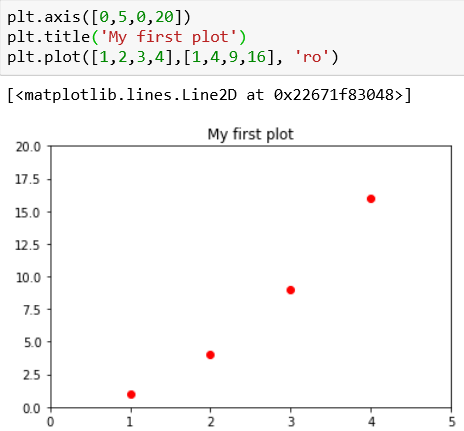 plt.axis([0,5,0,20])
plt.title('My first plot')
plt.plot([1,2,3,4],[1,4,9,16], 'ro')
[<matplotlib.lines.Line2D at 0x22671f83048>]
My first plot
20.0
17.5
15.0
12.5
10.0
7.5
5.0
2.5
0.0
0 1 2 3 4 5